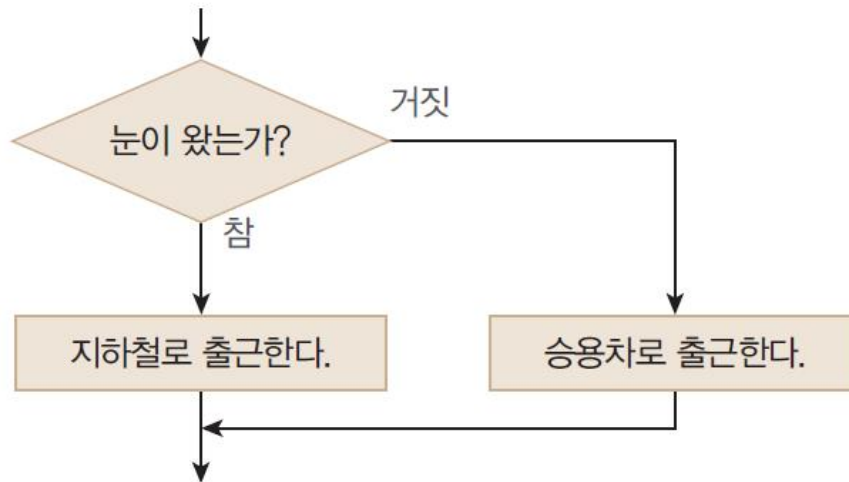 거짓
눈이 왔는가?
참
지하철로 출근한다.
승용차로 출근한다.